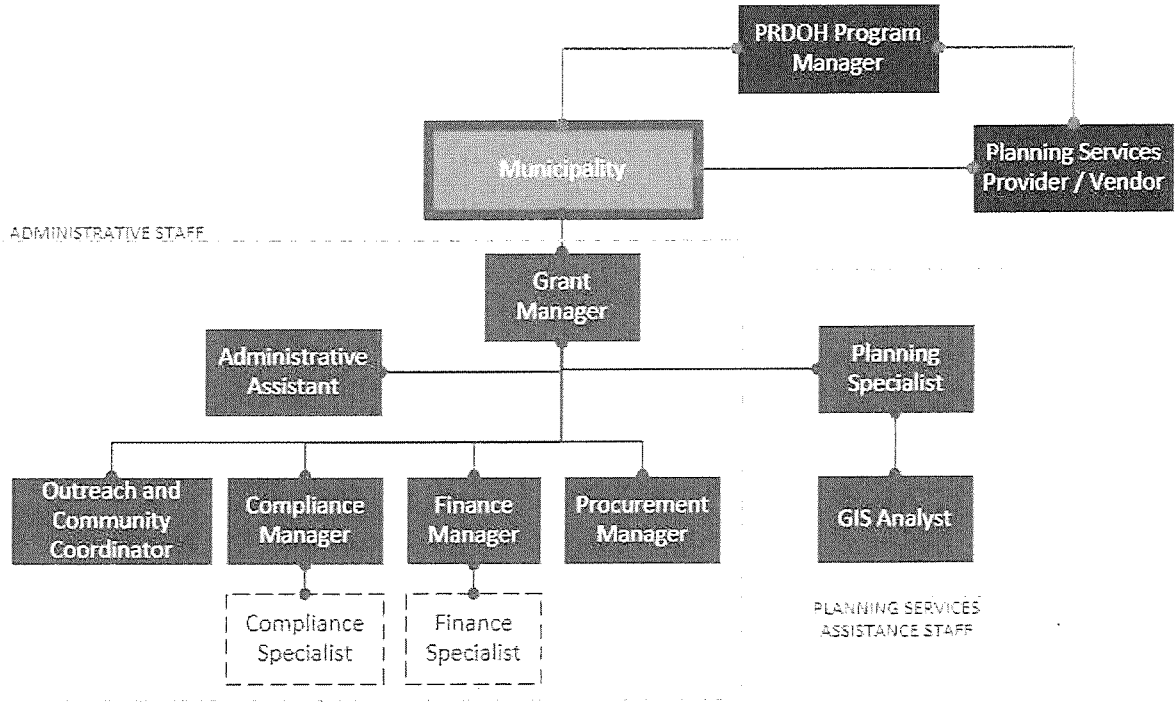 PRDOH Program
Manager
Municipality
Planning Services
Provider / Vendor
ADMINISTRATIVE STAFF
Grant
Manager
Administrative
Assistant
Planning
Specialist
Outreach and
Community
Coordinator
Compliance
Manager
Finance
Manager
Procurement
Manager
GIS Analyst
Compliance
Specialist
Finance
Specialist
PLANNING SERVICES
ASSISTANCE STAFF